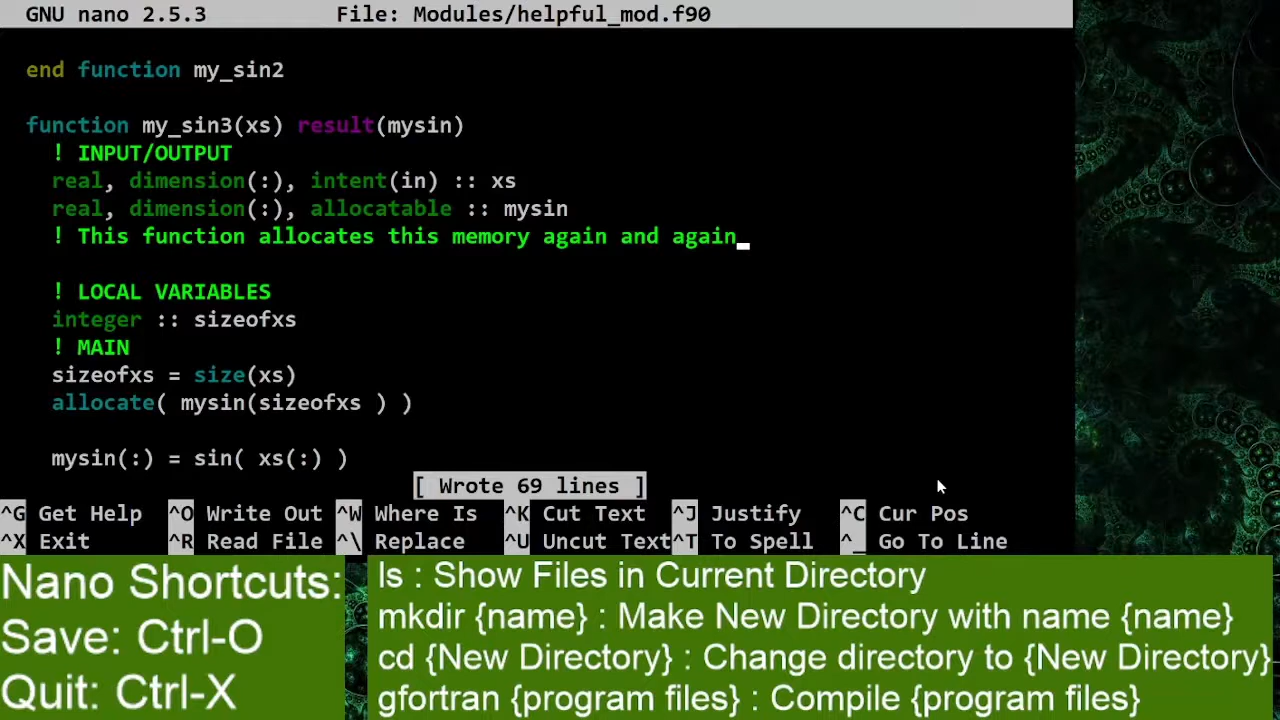 GNU nano 2.5.3 File: Modules/helpful_mod.f90
end function my_sin2
function my_sin3(xs) result(mysin)
! INPUT/OUTPUT
real, dimension(:), intent(in) :: xs
real, dimension(:), allocatable :: mysin
! This function allocates this memory again and again
! LOCAL VARIABLES
integer :: sizeofxs
! MAIN
sizeofxs = size(xs)
allocate( mysin(sizeofxs ) )
mysin(:) = sin( xs(:) )
[ Wrote 69 lines ]
^G Get Help ^O Write Out ^W Where Is ^K Cut Text ^J Justify ^C Cur Pos
^X Exit ^R Read File ^\ Replace ^U Uncut Text^T To Spell ^_ Go To Line
Nano Shortcuts:
Save: Ctrl-O
Quit: Ctrl-X
ls : Show Files in Current Directory
mkdir {name} : Make New Directory with name {name}
cd {New Directory} : Change directory to {New Directory}
gfortran {program files} : Compile {program files}